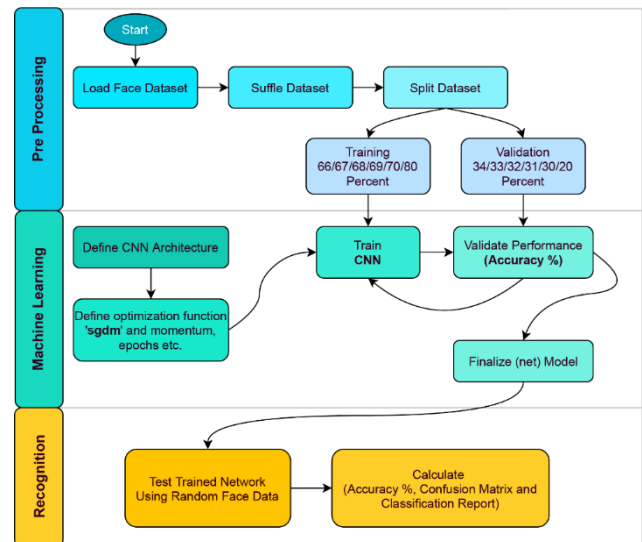 Pre Processing
Start
Load Face Dataset
Suffle Dataset
Split Dataset
Training
66/67/68/69/70/80
Percent
Validation
34/33/32/31/30/20
Percent
Machine Learning
Define CNN Architecture
Define optimization function
'sgdm' and momentum,
epochs etc.
Train
CNN
Validate Performance
(Accuracy %)
Finalize (net) Model
Recognition
Test Trained Network
Using Random Face Data
Calculate
(Accuracy %, Confusion Matrix and
Classification Report)